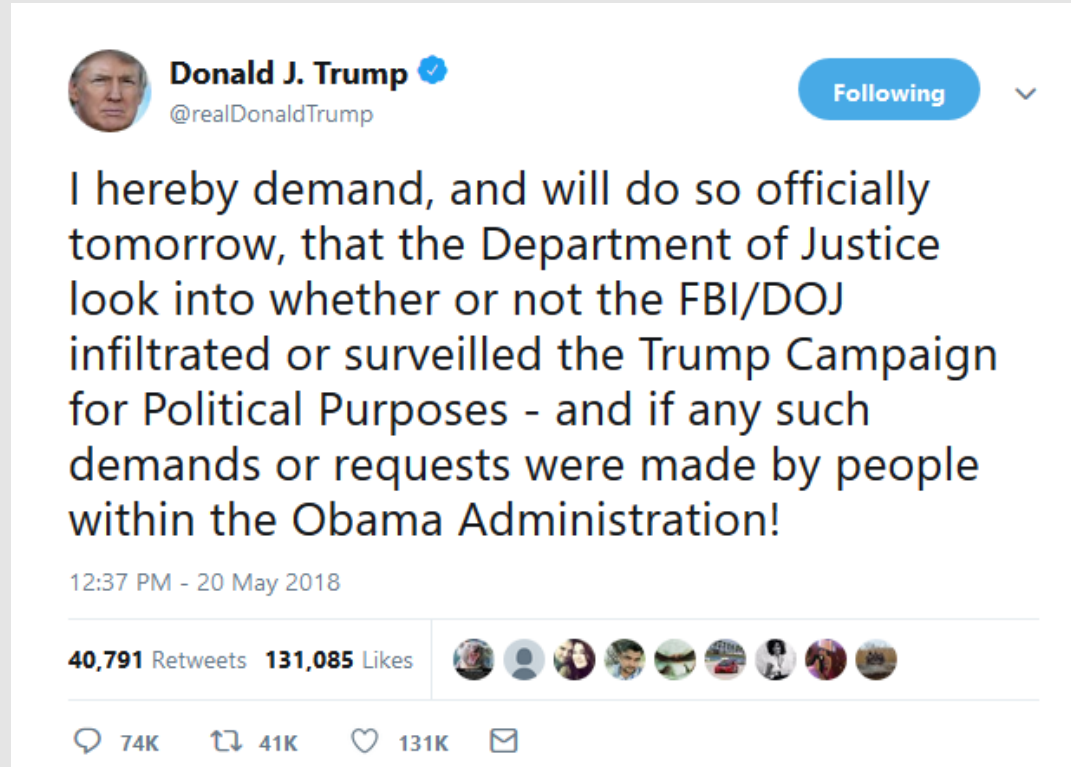 Donald J. Trump
@realDonaldTrump
Following
I hereby demand, and will do so officially
tomorrow, that the Department of Justice
look into whether or not the FBI/DOJ
infiltrated or surveilled the Trump Campaign
for Political Purposes - and if any such
demands or requests were made by people
within the Obama Administration!
12:37 PM - 20 May 2018
40,791 Retweets 131,085 Likes
74K 41K 131K